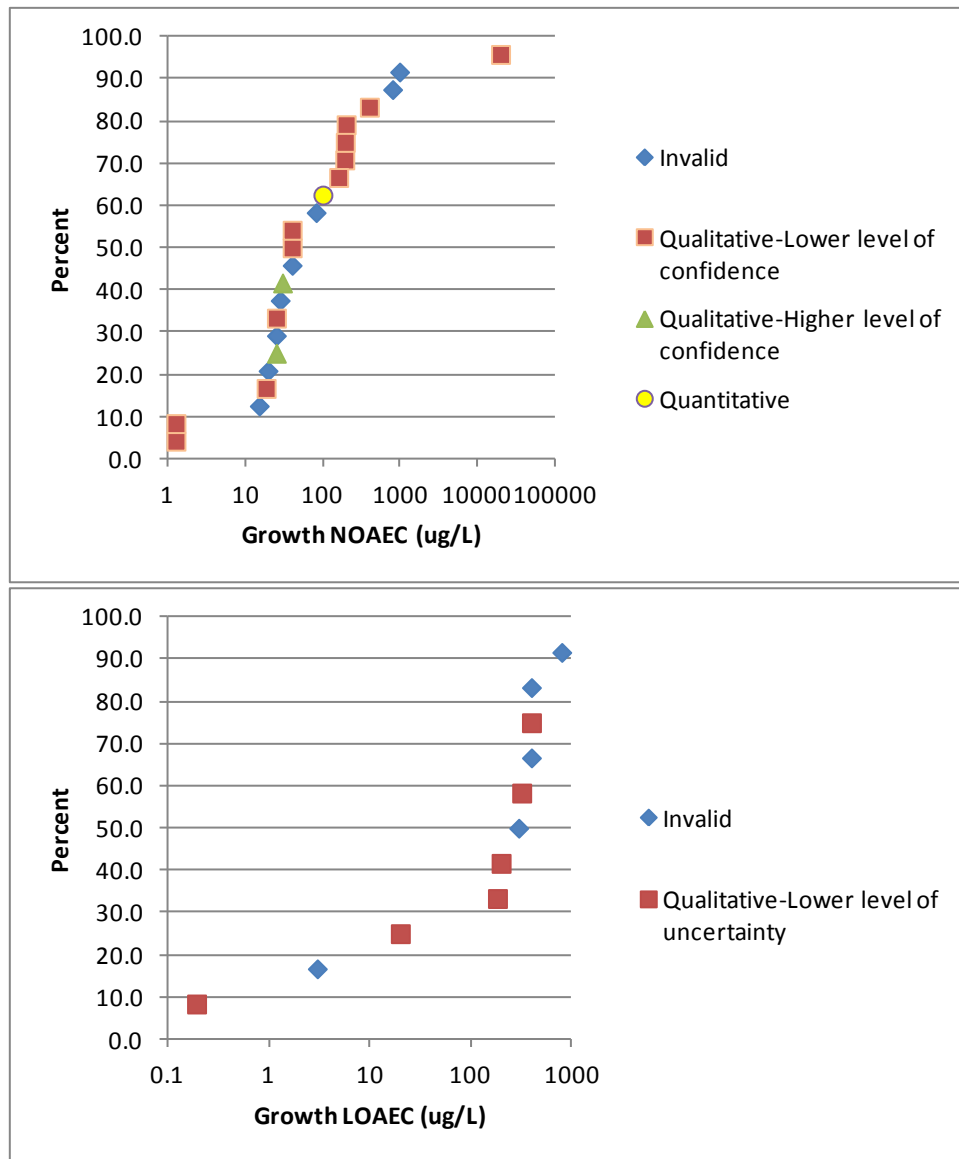 100.0
90.0
80.0
70.0
60.0
50.0
40.0
30.0
20.0
10.0
0.0
Percent
1 10 100 1000 10000 100000
Growth NOAEC (ug/L)
Invalid
Qualitative-Lower level of
confidence
Qualitative-Higher level of
confidence
Quantitative
100.0
90.0
80.0
70.0
60.0
50.0
40.0
30.0
20.0
10.0
0.0
Percent
0.1 1 10 100 1000
Growth LOAEC (ug/L)
Invalid
Qualitative-Lower level of
uncertainty